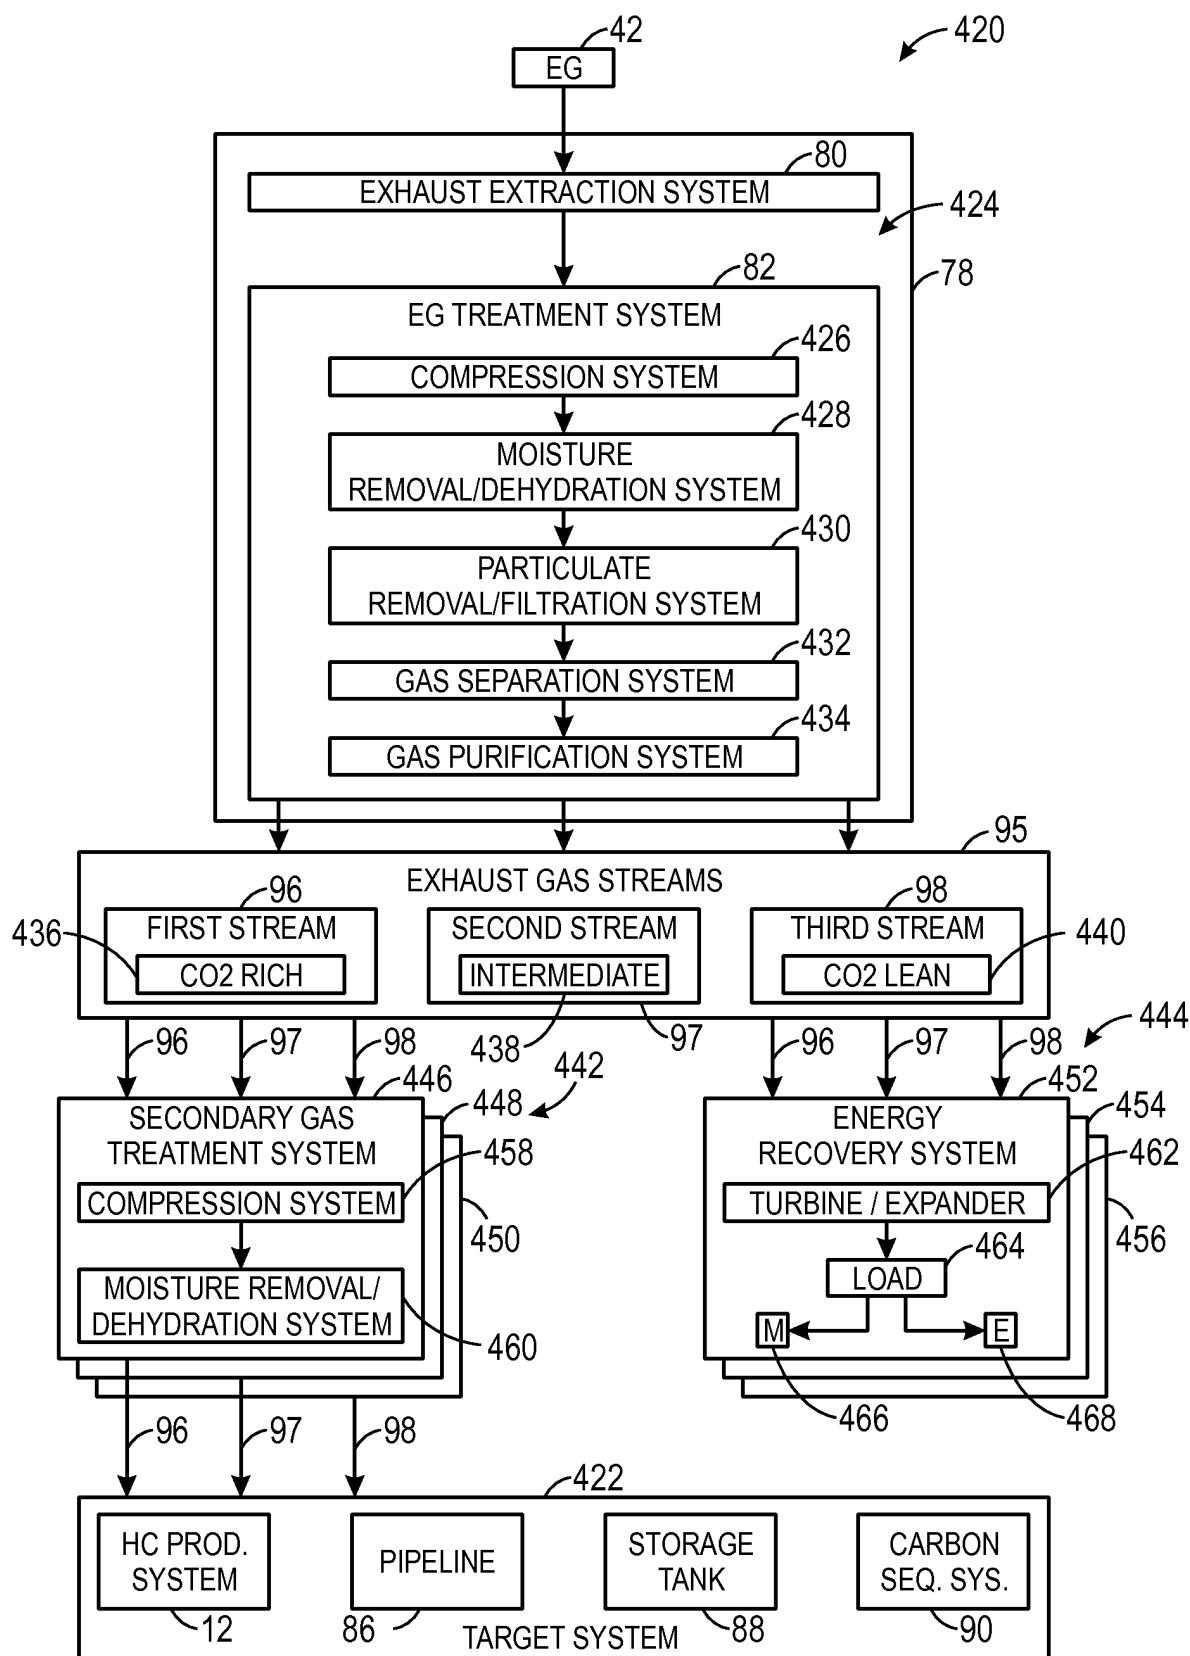 42
420
EG
80
EXHAUST EXTRACTION SYSTEM
424
78
82
EG TREATMENT SYSTEM
426
COMPRESSION SYSTEM
428
MOISTURE
REMOVAL/DEHYDRATION SYSTEM
430
PARTICULATE
REMOVAL/FILTRATION SYSTEM
432
GAS SEPARATION SYSTEM
434
GAS PURIFICATION SYSTEM
95
EXHAUST GAS STREAMS
96
98
FIRST STREAM
SECOND STREAM
THIRD STREAM
436
440
CO2 RICH
INTERMEDIATE
CO2 LEAN
438
97
96
97
98
96
97
98
444
446
448
442
452
454
SECONDARY GAS
TREATMENT SYSTEM
ENERGY
RECOVERY SYSTEM
458
462
COMPRESSION SYSTEM
TURBINE / EXPANDER
450
456
464
LOAD
MOISTURE REMOVAL/
DEHYDRATION SYSTEM
460
M
E
466
468
96
97
98
422
HC PROD.
SYSTEM
PIPELINE
STORAGE
TANK
CARBON
SEQ. SYS.
12
86
88
90
TARGET SYSTEM